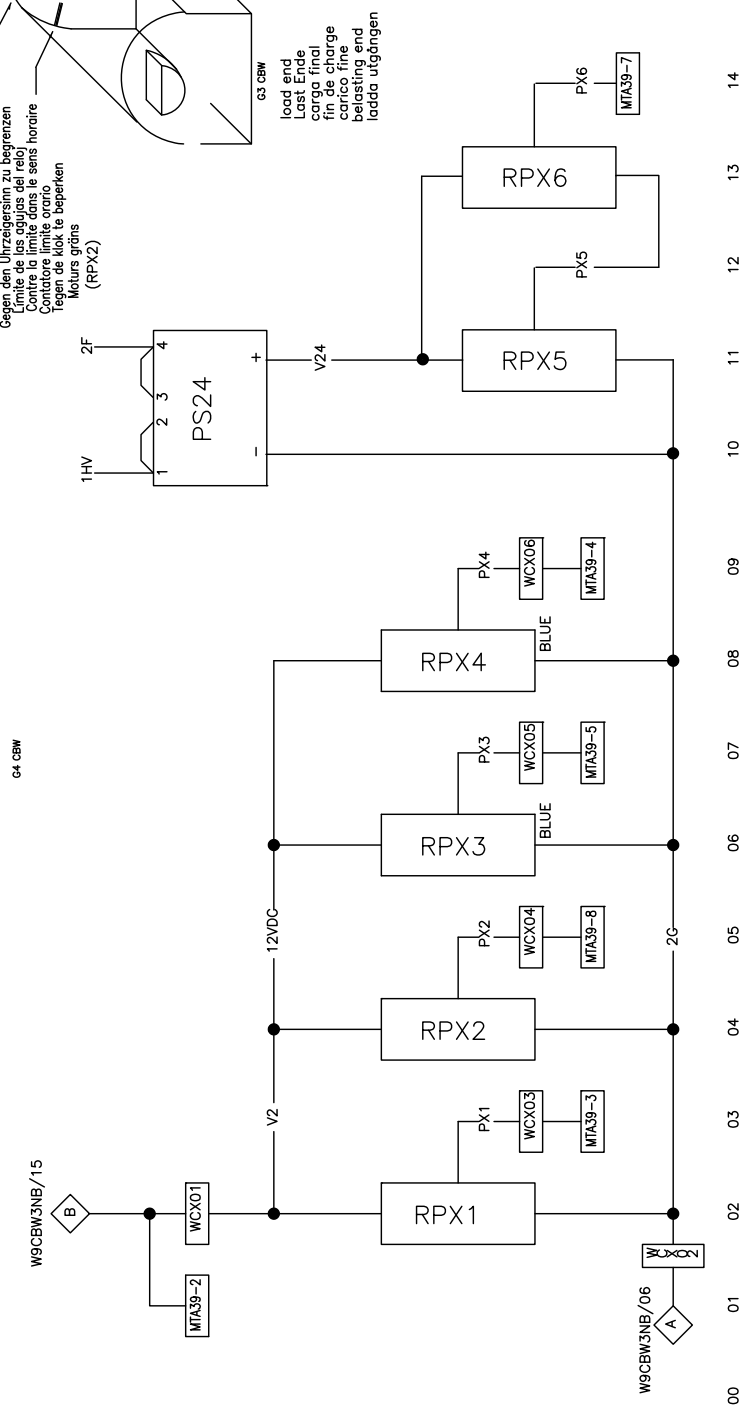 Gegen den Uhrzeigersinn zu begrenzen
Límite de las agujas del reloj
Contre la limite dans le sens horaire
Contatore limite orario
Tegen de klok te beperken
Moturs gräns
(RPX2)
G3 CBW
load end
Last Ende
carga final
fin de charge
carico fine
belasting end
ladda utgången
G4 CBW
W9CBW3NB/15
B
MTA39-2
WCX01
V2
12VDC
RPX1
PX1
WCX03
MTA39-3
RPX2
PX2
WCX04
MTA39-8
RPX3
BLUE
PX3
WCX05
MTA39-5
RPX4
BLUE
PX4
WCX06
MTA39-4
1HV
2F
1 2 3 4
PS24
- +
V24
RPX5
PX5
RPX6
PX6
MTA39-7
W9CBW3NB/06
A
WCX02
2G
00 01 02 03 04 05 06 07 08 09 10 11 12 13 14